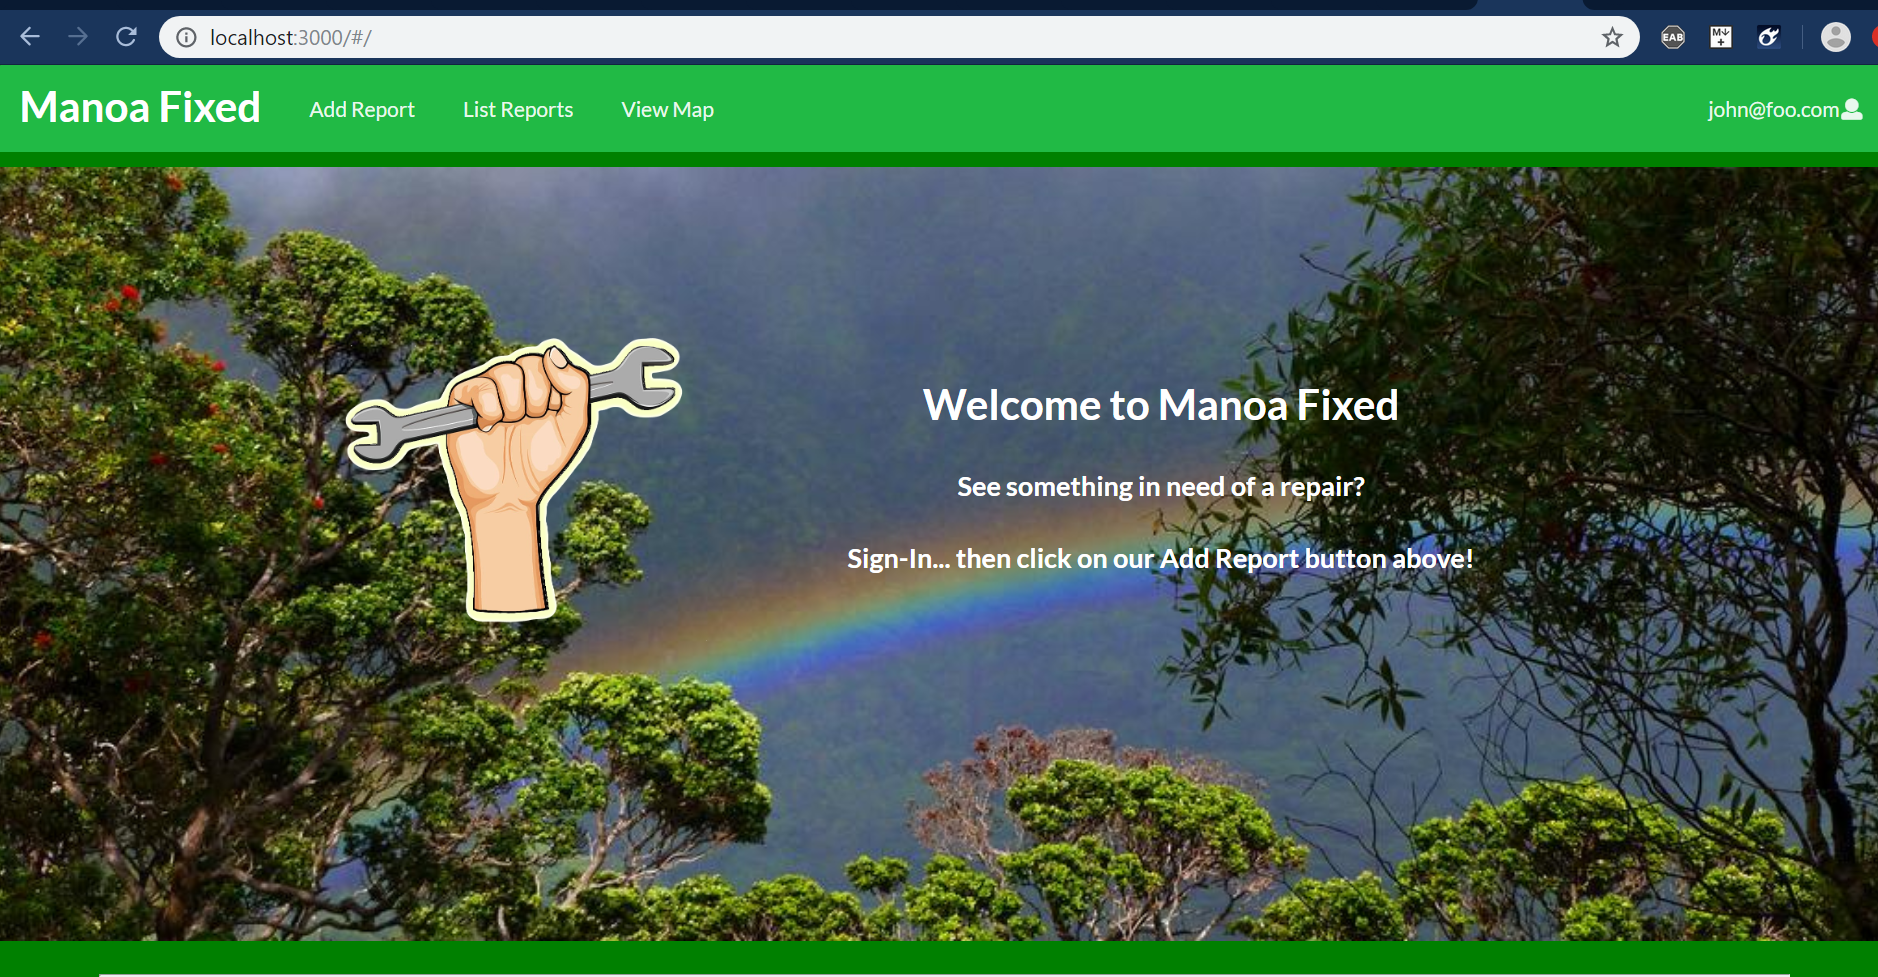 localhost:3000/#/
EAB
M
Manoa Fixed
Add Report
List Reports
View Map
john@foo.com
Welcome to Manoa Fixed
See something in need of a repair?
Sign-In... then click on our Add Report button above!